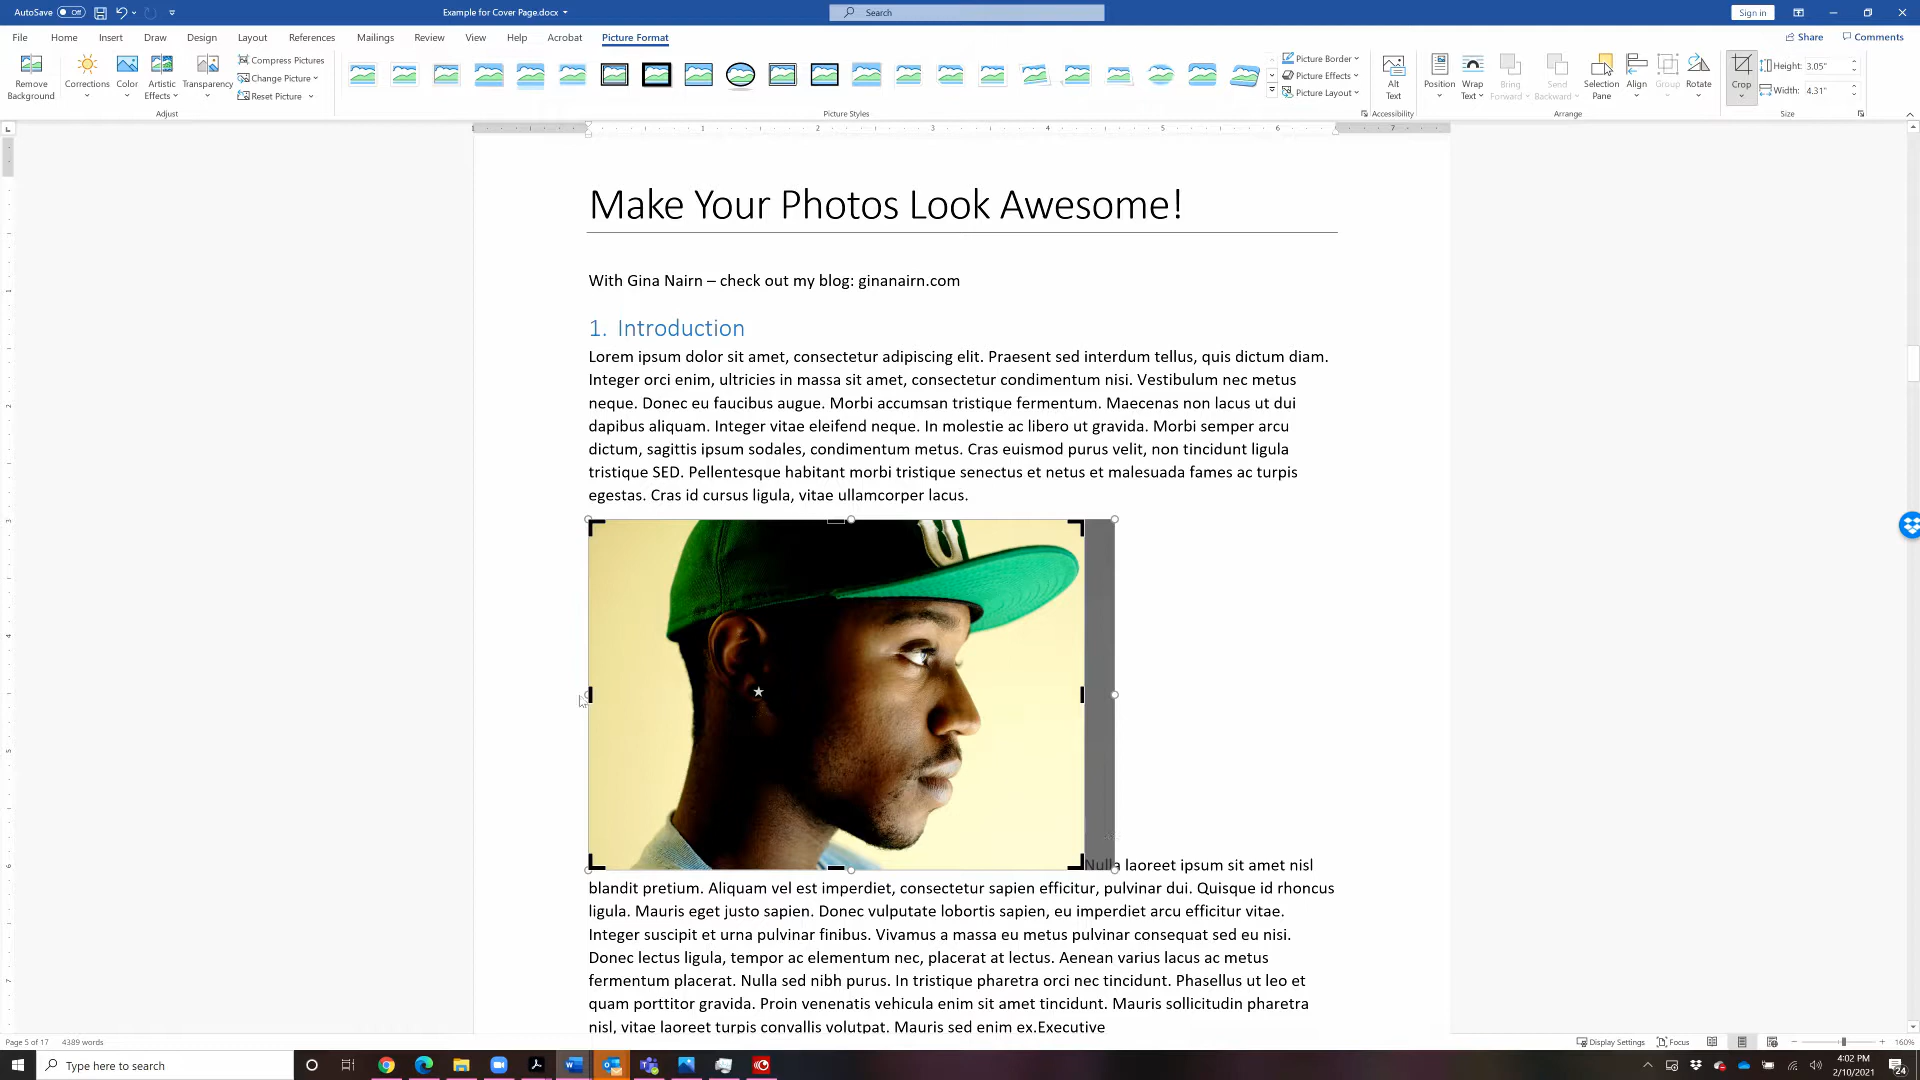 AutoSave Off
Example for Cover Page.docx
Search
Sign in
File Home Insert Draw Design Layout References Mailings Review View Help Acrobat Picture Format
Share Comments
Remove Background
Corrections
Color
Artistic Effects
Transparency
Compress Pictures
Change Picture
Reset Picture
Adjust
Picture Styles
Picture Border
Picture Effects
Picture Layout
Alt Text
Accessibility
Position
Wrap Text
Bring Forward
Send Backward
Selection Pane
Align
Group
Rotate
Arrange
Crop
Height: 3.05"
Width: 4.31"
Size
1 1 2 3 4 5 6 7
Make Your Photos Look Awesome!
With Gina Nairn – check out my blog: ginanairn.com
1. Introduction
Lorem ipsum dolor sit amet, consectetur adipiscing elit. Praesent sed interdum tellus, quis dictum diam.
Integer orci enim, ultricies in massa sit amet, consectetur condimentum nisi. Vestibulum nec metus
neque. Donec eu faucibus augue. Morbi accumsan tristique fermentum. Maecenas non lacus ut dui
dapibus aliquam. Integer vitae eleifend neque. In molestie ac libero ut gravida. Morbi semper arcu
dictum, sagittis ipsum sodales, condimentum metus. Cras euismod purus velit, non tincidunt ligula
tristique SED. Pellentesque habitant morbi tristique senectus et netus et malesuada fames ac turpis
egestas. Cras id cursus ligula, vitae ullamcorper lacus.
Nulla laoreet ipsum sit amet nisl
blandit pretium. Aliquam vel est imperdiet, consectetur sapien efficitur, pulvinar dui. Quisque id rhoncus
ligula. Mauris eget justo sapien. Donec vulputate lobortis sapien, eu imperdiet arcu efficitur vitae.
Integer suscipit et urna pulvinar finibus. Vivamus a massa eu metus pulvinar consequat sed eu nisi.
Donec lectus ligula, tempor ac elementum nec, placerat at lectus. Aenean varius lacus ac metus
fermentum placerat. Nulla sed nibh purus. In tristique pharetra orci nec tincidunt. Phasellus ut leo et
quam porttitor gravida. Proin venenatis vehicula enim sit amet tincidunt. Mauris sollicitudin pharetra
nisl, vitae laoreet turpis convallis volutpat. Mauris sed enim ex.Executive
Page 5 of 17 4389 words
Display Settings Focus 160%
Type here to search
4:02 PM
2/10/2021
24